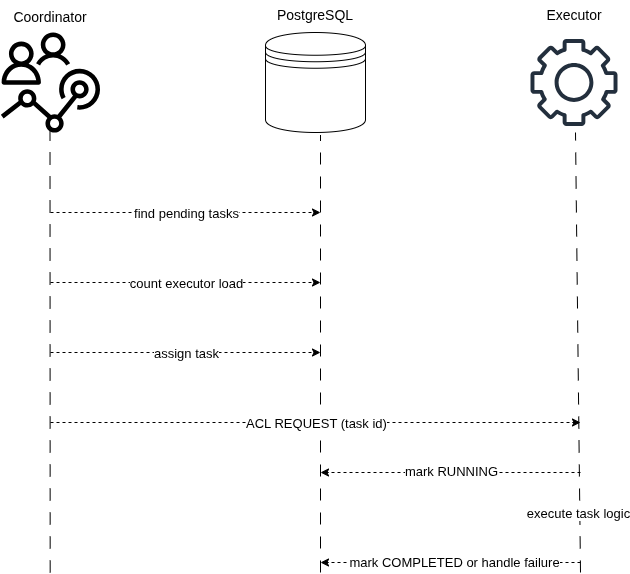 Coordinator
PostgreSQL
Executor
find pending tasks
count executor load
assign task
ACL REQUEST (task id)
mark RUNNING
execute task logic
mark COMPLETED or handle failure